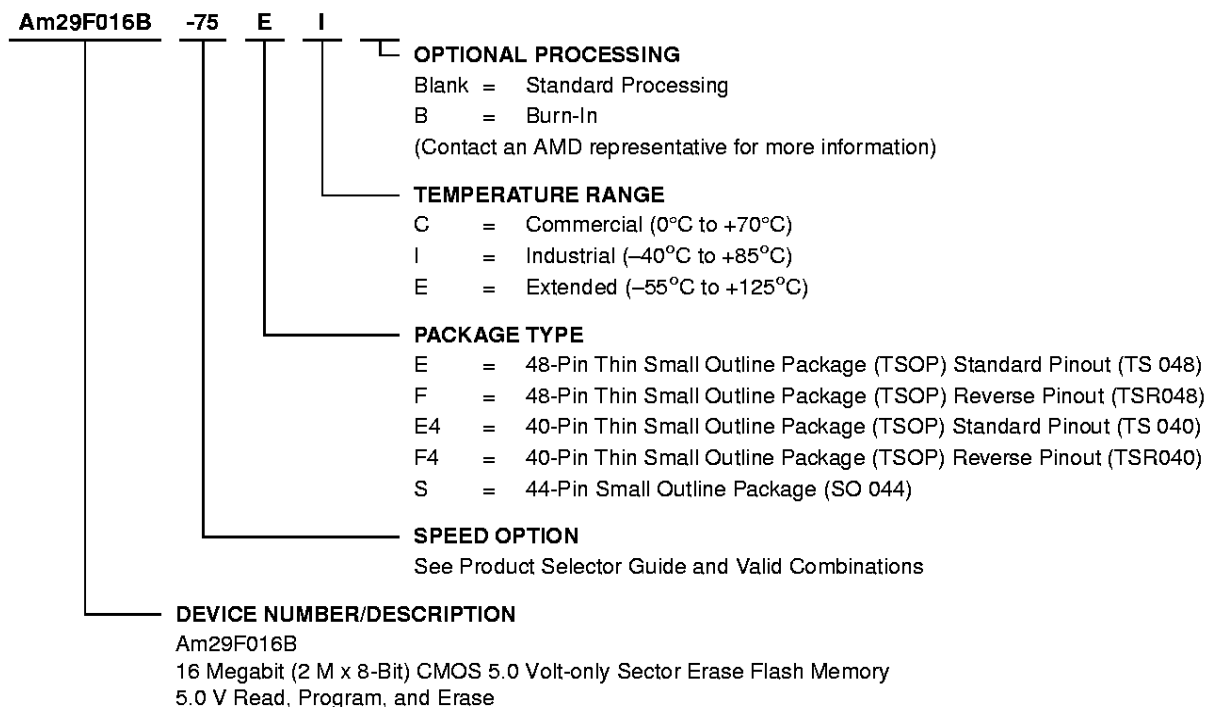 Am29F016B -75 E I
OPTIONAL PROCESSING
Blank = Standard Processing
B = Burn-In
(Contact an AMD representative for more information)
TEMPERATURE RANGE
C = Commercial (0°C to +70°C)
I = Industrial (–40°C to +85°C)
E = Extended (–55°C to +125°C)
PACKAGE TYPE
E = 48-Pin Thin Small Outline Package (TSOP) Standard Pinout (TS 048)
F = 48-Pin Thin Small Outline Package (TSOP) Reverse Pinout (TSR048)
E4 = 40-Pin Thin Small Outline Package (TSOP) Standard Pinout (TS 040)
F4 = 40-Pin Thin Small Outline Package (TSOP) Reverse Pinout (TSR040)
S = 44-Pin Small Outline Package (SO 044)
SPEED OPTION
See Product Selector Guide and Valid Combinations
DEVICE NUMBER/DESCRIPTION
Am29F016B
16 Megabit (2 M x 8-Bit) CMOS 5.0 Volt-only Sector Erase Flash Memory
5.0 V Read, Program, and Erase